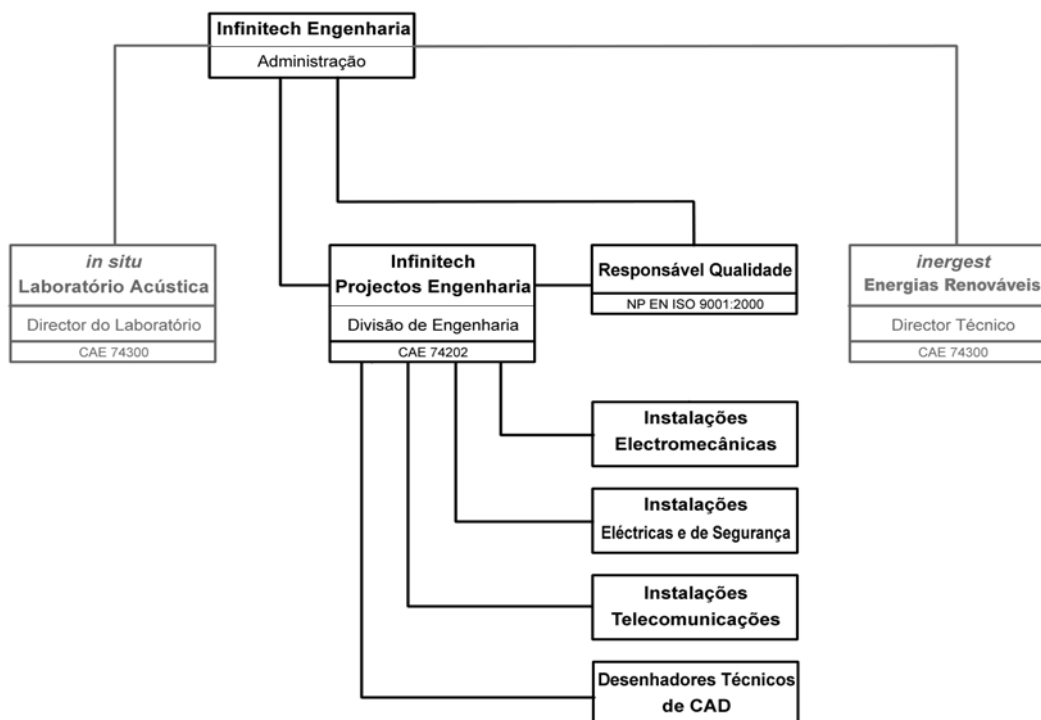 Infinitech Engenharia
Administração
in situ
Laboratório Acústica
Director do Laboratório
CAE 74300
Infinitech
Projectos Engenharia
Divisão de Engenharia
CAE 74202
Responsável Qualidade
NP EN ISO 9001:2000
inergest
Energias Renováveis
Director Técnico
CAE 74300
Instalações
Electromecânicas
Instalações
Eléctricas e de Segurança
Instalações
Telecomunicações
Desenhadores Técnicos
de CAD